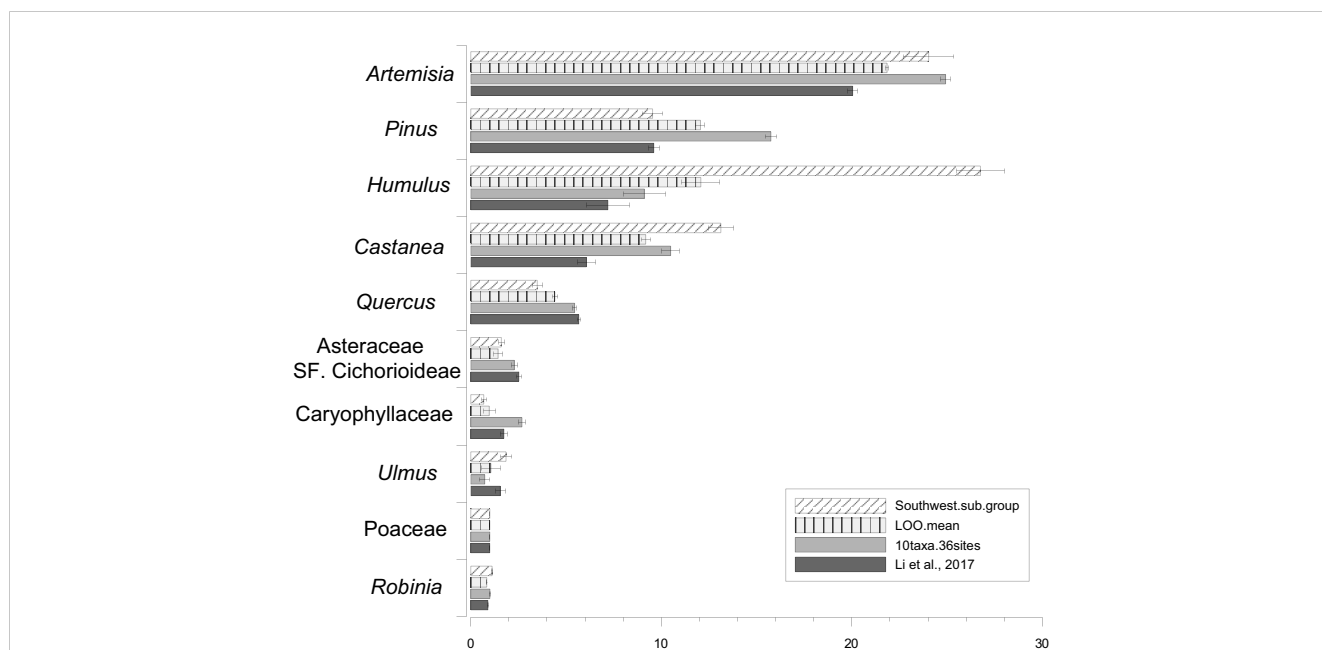 Artemisia
Pinus
Humulus
Castanea
Quercus
Asteraceae
SF. Cichorioideae
Caryophyllaceae
Ulmus
Poaceae
Robinia
Southwest.sub.group
LOO.mean
10taxa.36sites
Li et al., 2017
0 10 20 30